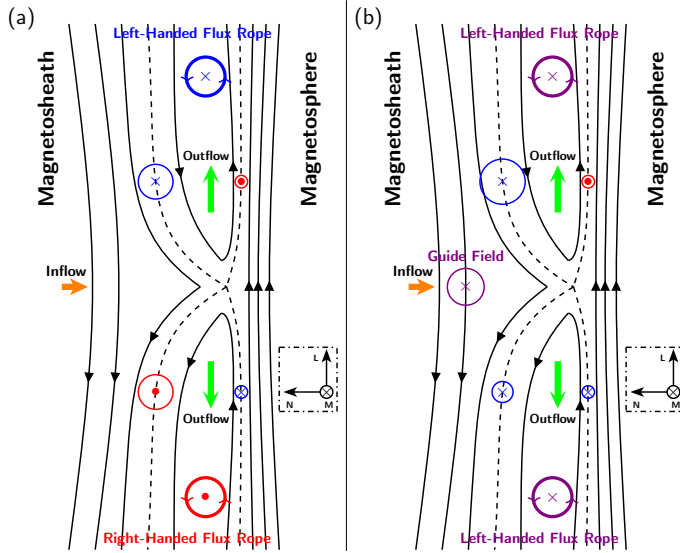 (a)
Left-Handed Flux Rope
Magnetosheath
Magnetosphere
Outflow
Inflow
L
N
M
Outflow
Right-Handed Flux Rope
(b)
Left-Handed Flux Rope
Magnetosheath
Magnetosphere
Outflow
Guide Field
Inflow
L
N
M
Outflow
Left-Handed Flux Rope